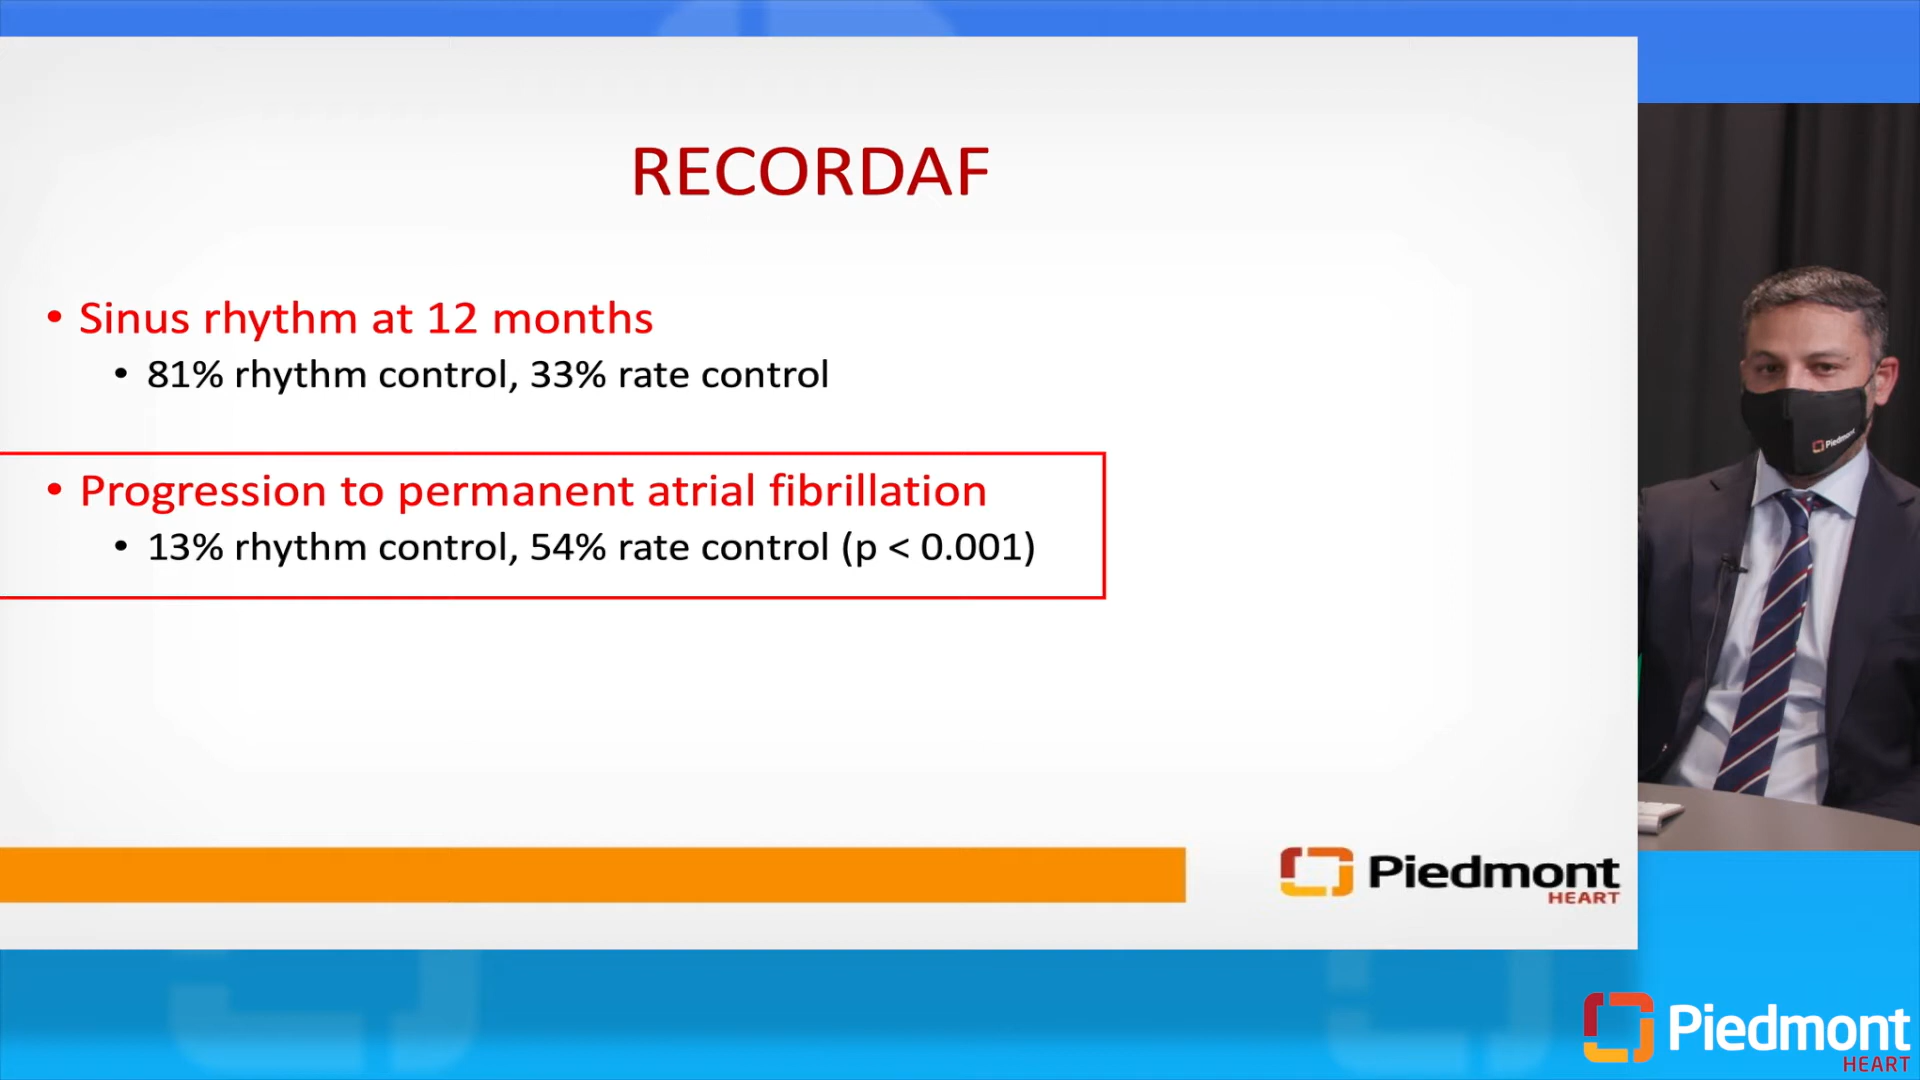 RECORDAF
• Sinus rhythm at 12 months
• 81% rhythm control, 33% rate control
• Progression to permanent atrial fibrillation
• 13% rhythm control, 54% rate control (p < 0.001)
Piedmont
Piedmont
HEART
Piedmont
HEART